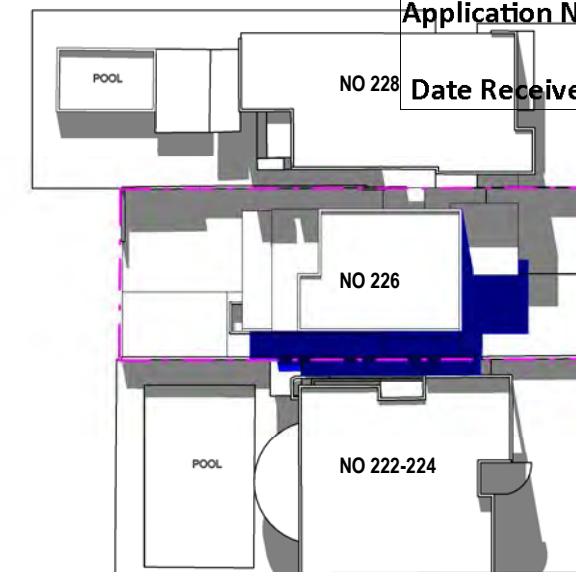 Application N
POOL
NO 228
Date Receive
NO 226
POOL
NO 222-224